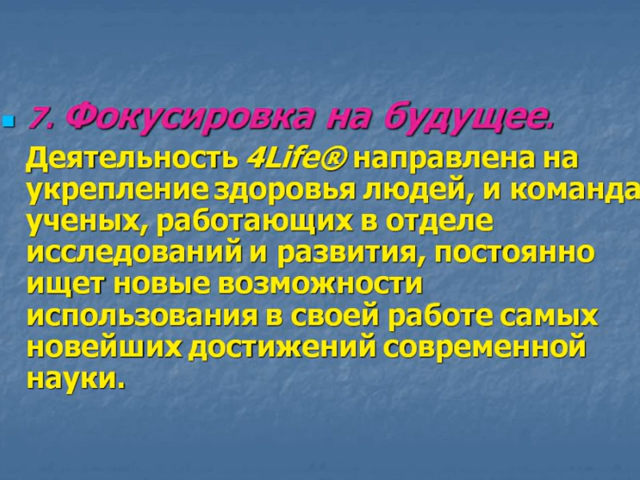 7. Фокусировка на будущее.
Деятельность 4Life® направлена на
укрепление здоровья людей, и команда
ученых, работающих в отделе
исследований и развития, постоянно
ищет новые возможности
использования в своей работе самых
новейших достижений современной
науки.